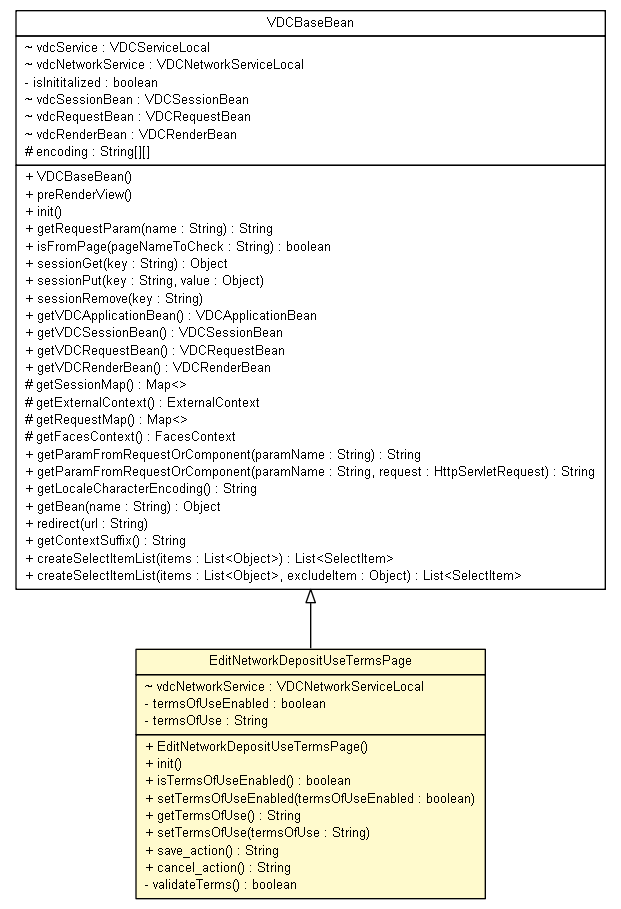 VDCBaseBean
~ vdcService : VDCServiceLocal
~ vdcNetworkService : VDCNetworkServiceLocal
- isInititalized : boolean
~ vdcSessionBean : VDCSessionBean
~ vdcRequestBean : VDCRequestBean
~ vdcRenderBean : VDCRenderBean
# encoding : String[][]
+ VDCBaseBean()
+ preRenderView()
+ init()
+ getRequestParam(name : String) : String
+ isFromPage(pageNameToCheck : String) : boolean
+ sessionGet(key : String) : Object
+ sessionPut(key : String, value : Object)
+ sessionRemove(key : String)
+ getVDCApplicationBean() : VDCApplicationBean
+ getVDCSessionBean() : VDCSessionBean
+ getVDCRequestBean() : VDCRequestBean
+ getVDCRenderBean() : VDCRenderBean
# getSessionMap() : Map<>
# getExternalContext() : ExternalContext
# getRequestMap() : Map<>
# getFacesContext() : FacesContext
+ getParamFromRequestOrComponent(paramName : String) : String
+ getParamFromRequestOrComponent(paramName : String, request : HttpServletRequest) : String
+ getLocaleCharacterEncoding() : String
+ getBean(name : String) : Object
+ redirect(url : String)
+ getContextSuffix() : String
+ createSelectItemList(items : List<Object>) : List<SelectItem>
+ createSelectItemList(items : List<Object>, excludeItem : Object) : List<SelectItem>
EditNetworkDepositUseTermsPage
~ vdcNetworkService : VDCNetworkServiceLocal
- termsOfUseEnabled : boolean
- termsOfUse : String
+ EditNetworkDepositUseTermsPage()
+ init()
+ isTermsOfUseEnabled() : boolean
+ setTermsOfUseEnabled(termsOfUseEnabled : boolean)
+ getTermsOfUse() : String
+ setTermsOfUse(termsOfUse : String)
+ save_action() : String
+ cancel_action() : String
- validateTerms() : boolean